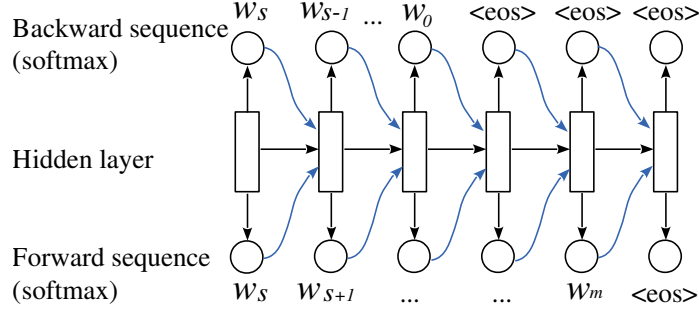 w_s w_{s-1} ... w_0 <eos> <eos> <eos>
Backward sequence
(softmax)
Hidden layer
Forward sequence
(softmax)
w_s w_{s+1} ... ... w_m <eos>